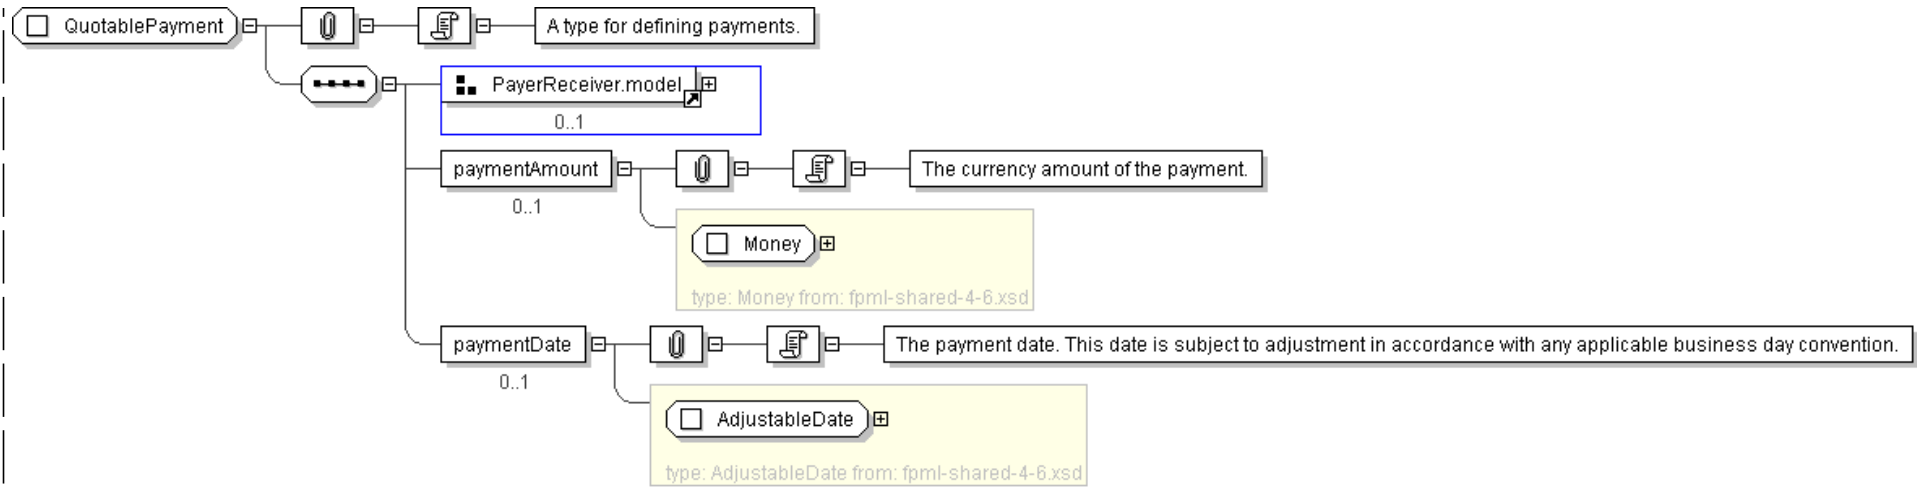 QuotablePayment
A type for defining payments.
PayerReceiver.model
0..1
paymentAmount
The currency amount of the payment.
0..1
Money
type: Money from: fpml-shared-4-6.xsd
paymentDate
The payment date. This date is subject to adjustment in accordance with any applicable business day convention.
0..1
AdjustableDate
type: AdjustableDate from: fpml-shared-4-6.xsd